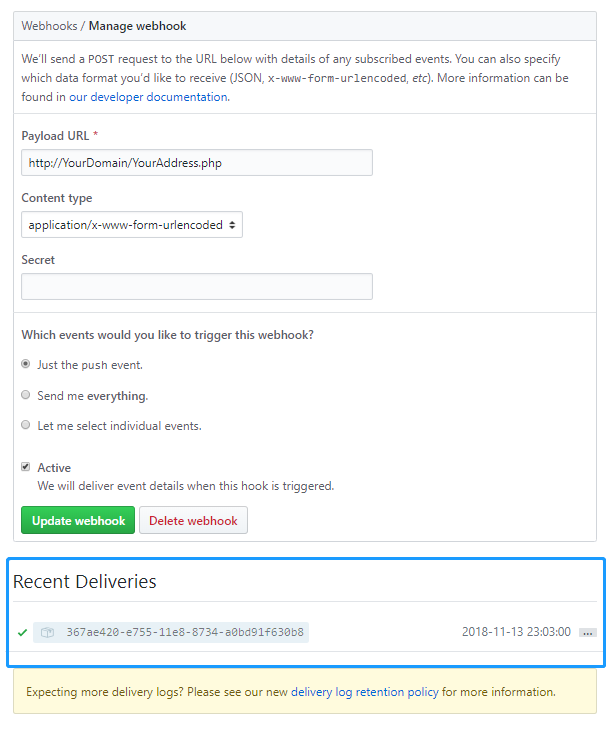 Webhooks / Manage webhook
We'll send a POST request to the URL below with details of any subscribed events. You can also specify
which data format you'd like to receive (JSON, x-www-form-urlencoded, etc). More information can be
found in our developer documentation.
Payload URL *
http://YourDomain/YourAddress.php
Content type
application/x-www-form-urlencoded
Secret
Which events would you like to trigger this webhook?
Just the push event.
Send me everything.
Let me select individual events.
Active
We will deliver event details when this hook is triggered.
Update webhook Delete webhook
Recent Deliveries
367ae420-e755-11e8-8734-a0bd91f630b8 2018-11-13 23:03:00 ...
Expecting more delivery logs? Please see our new delivery log retention policy for more information.